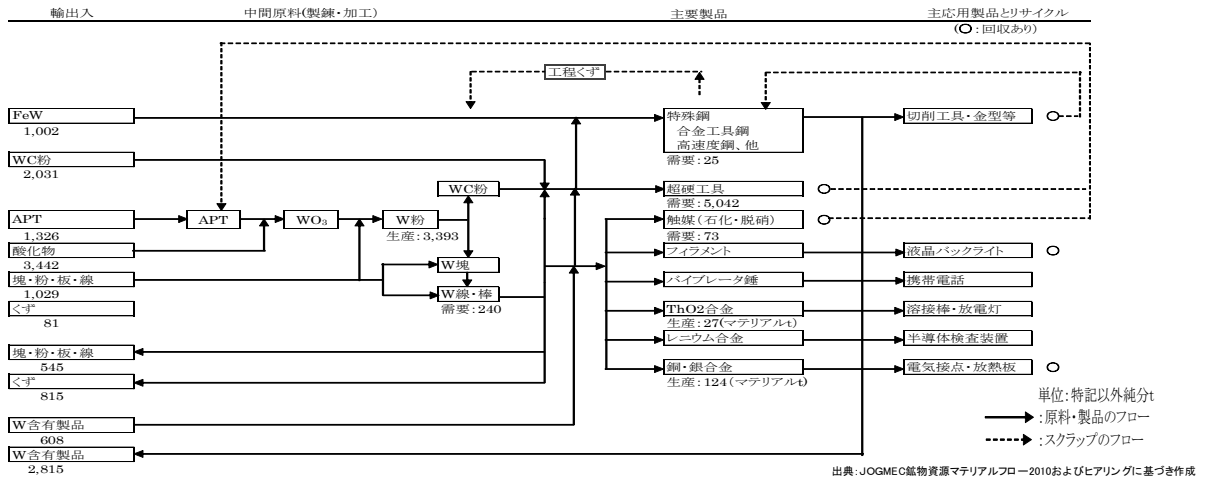 輸出入
中間原料(製錬・加工)
主要製品
主応用製品とリサイクル
(○:回収あり)
工程くず
FeW
1,002
WC粉
2,031
APT
1,326
酸化物
3,442
塊・粉・板・線
1,029
くず
81
塊・粉・板・線
545
くず
815
W含有製品
608
W含有製品
2,815
APT
WO₃
W粉
生産:3,393
WC粉
W塊
W線・棒
需要:240
特殊鋼
合金工具鋼
高速度鋼、他
需要:25
超硬工具
需要:5,042
触媒(石化・脱硝)
需要:73
フィラメント
バイブレータ錘
ThO2合金
生産:27(マテリアルt)
レニウム合金
銅・銀合金
生産:124(マテリアルt)
切削工具・金型等
液晶バックライト
携帯電話
溶接棒・放電灯
半導体検査装置
電気接点・放熱板
単位:特記以外純分t
:原料・製品のフロー
:スクラップのフロー
出典:JOGMEC鉱物資源マテリアルフロー2010およびヒアリングに基づき作成